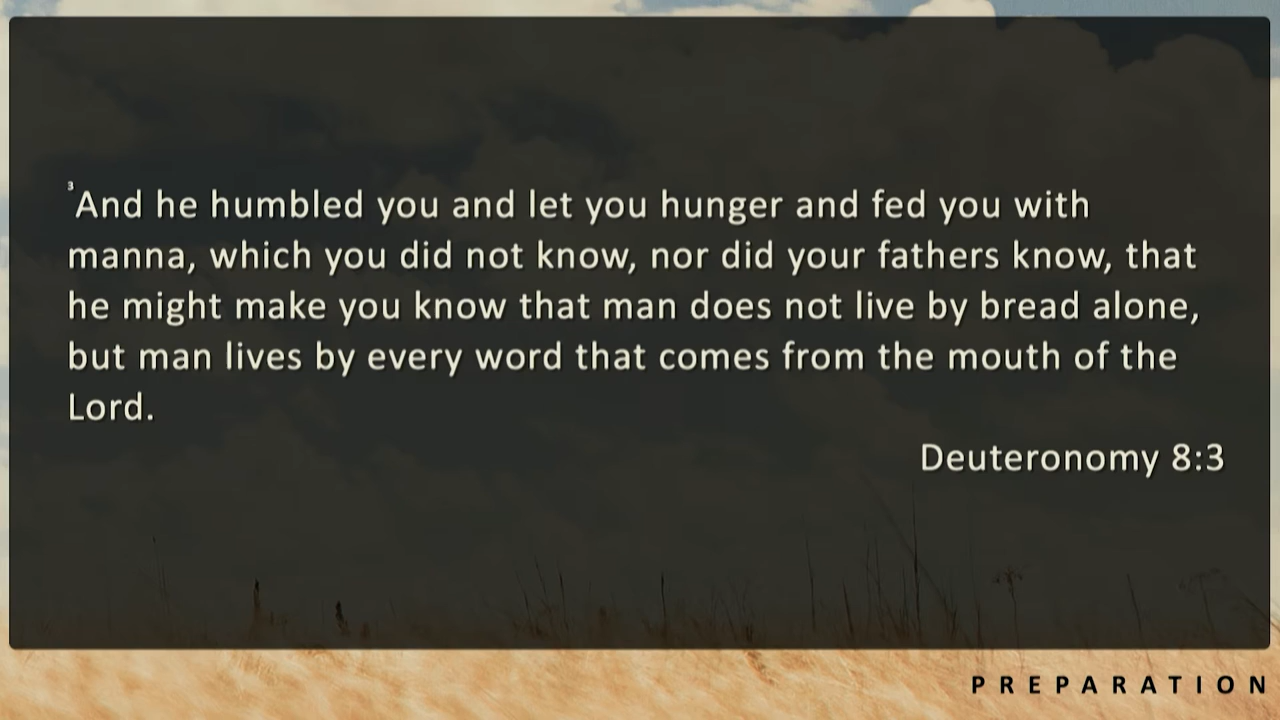 ³And he humbled you and let you hunger and fed you with
manna, which you did not know, nor did your fathers know, that
he might make you know that man does not live by bread alone,
but man lives by every word that comes from the mouth of the
Lord.
Deuteronomy 8:3
PREPARATION